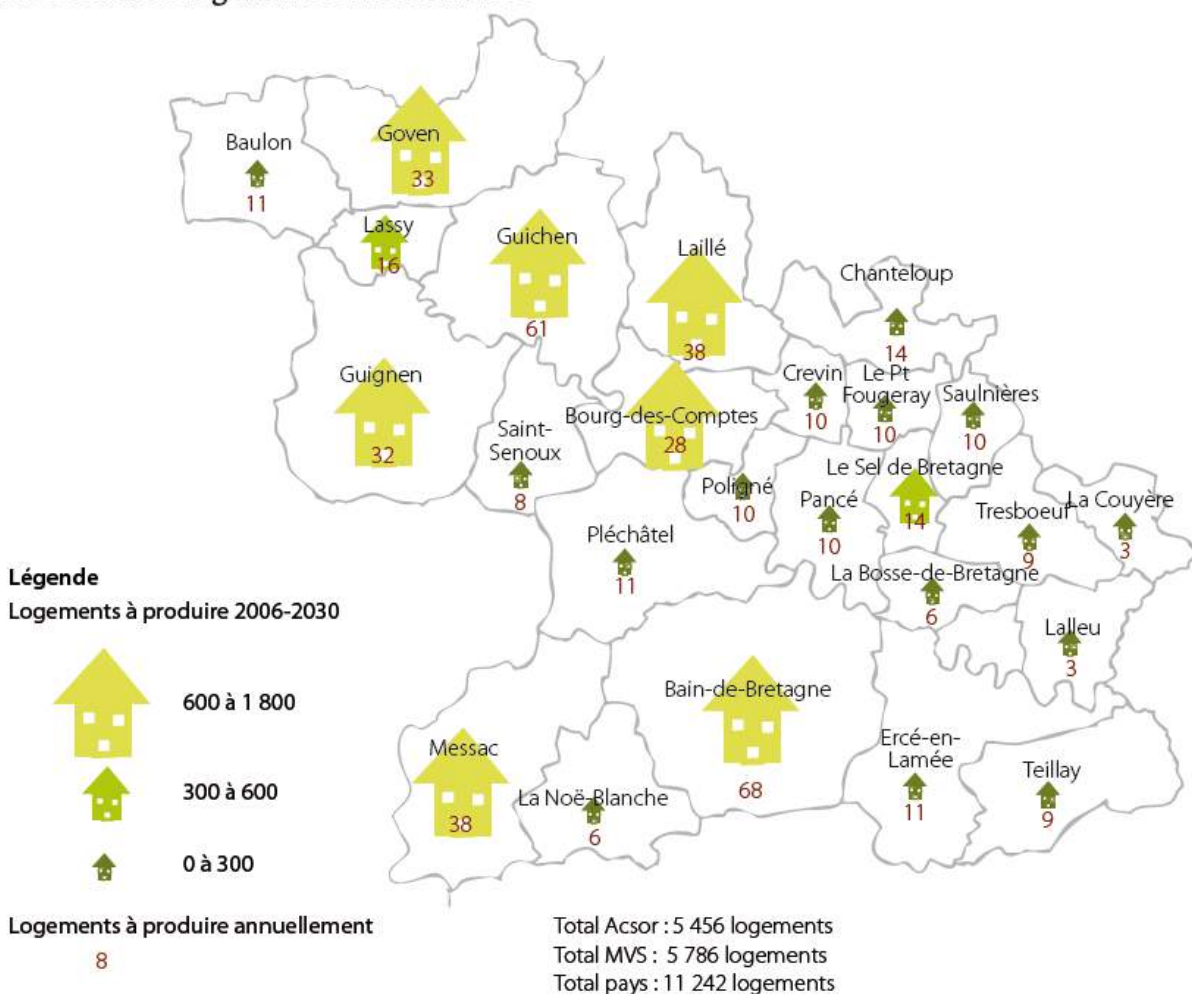 Baulon
11
Goven
33
Lassy
16
Guichen
61
Laillé
38
Chanteloup
14
Guignen
32
Saint-
Senoux
8
Bourg-des-Comptes
28
Crevin
10
Le Pt
Fougeray
10
Saulnières
10
Poligné
10
Pancé
10
Le Sel de Bretagne
14
Tresboeuf
9
La Couyère
3
Pléchâtel
11
La Bosse-de-Bretagne
6
Lalleu
3
Bain-de-Bretagne
68
Messac
38
La Noë-Blanche
6
Ercé-en-
Lamée
11
Teillay
9
Légende
Logements à produire 2006-2030
600 à 1 800
300 à 600
0 à 300
Logements à produire annuellement
8
Total Acsor : 5 456 logements
Total MVS : 5 786 logements
Total pays : 11 242 logements